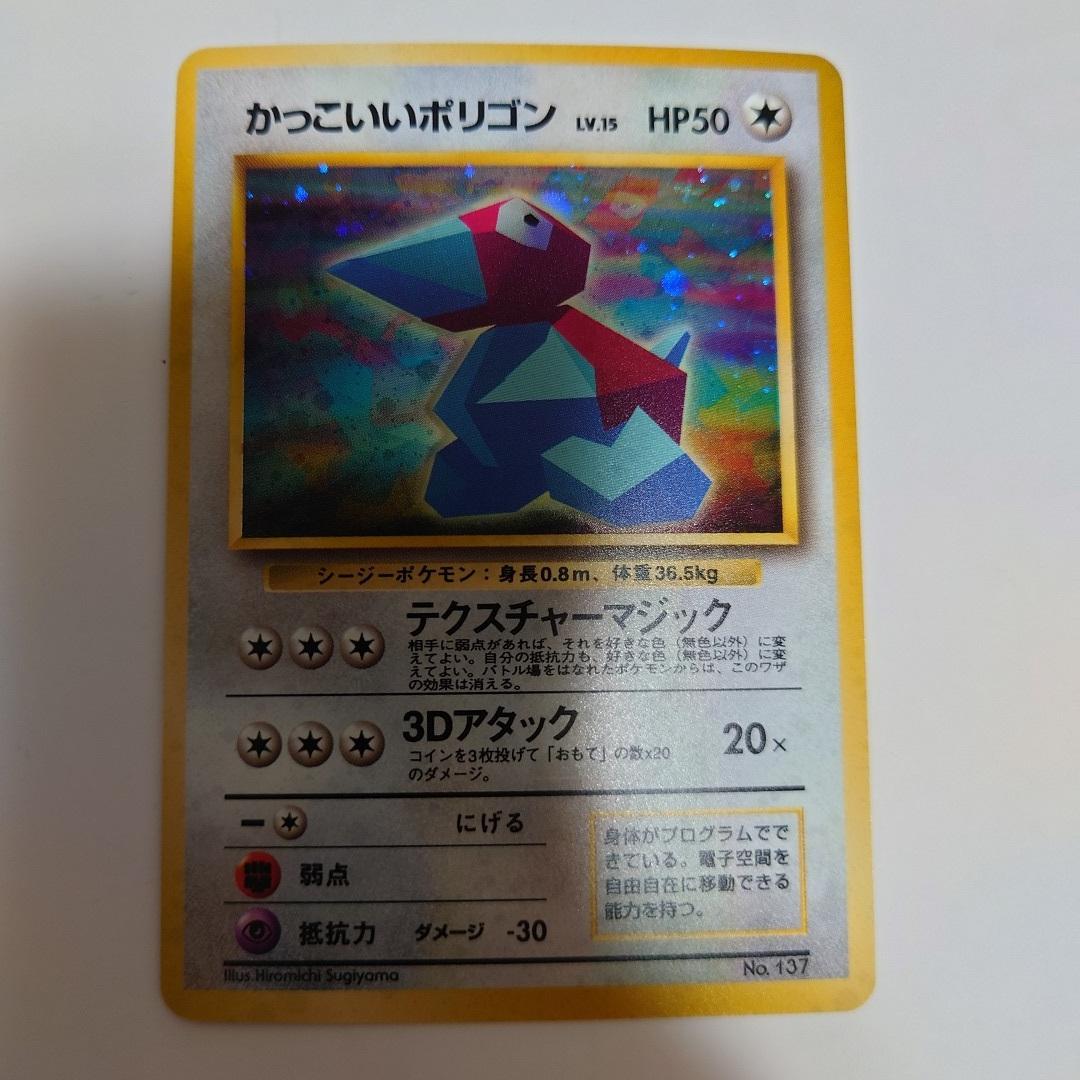 かっこいいポリゴン LV.15 HP50
シージーポケモン：身長0.8m、体重36.5kg
テクスチャーマジック
相手に弱点があれば、それを好きな色（無色以外）に変
えてよい。自分の抵抗力も、好きな色（無色以外）に変
えてよい。バトル場をはなれたポケモンからは、このワザ
の効果は消える。
3Dアタック 20×
コインを3枚投げて「おもて」の数x20
のダメージ。
にげる
弱点
抵抗力 ダメージ -30
身体がプログラムでで
きている。電子空間を
自由自在に移動できる
能力を持つ。
Illus. Hiromichi Sugiyama
No. 137